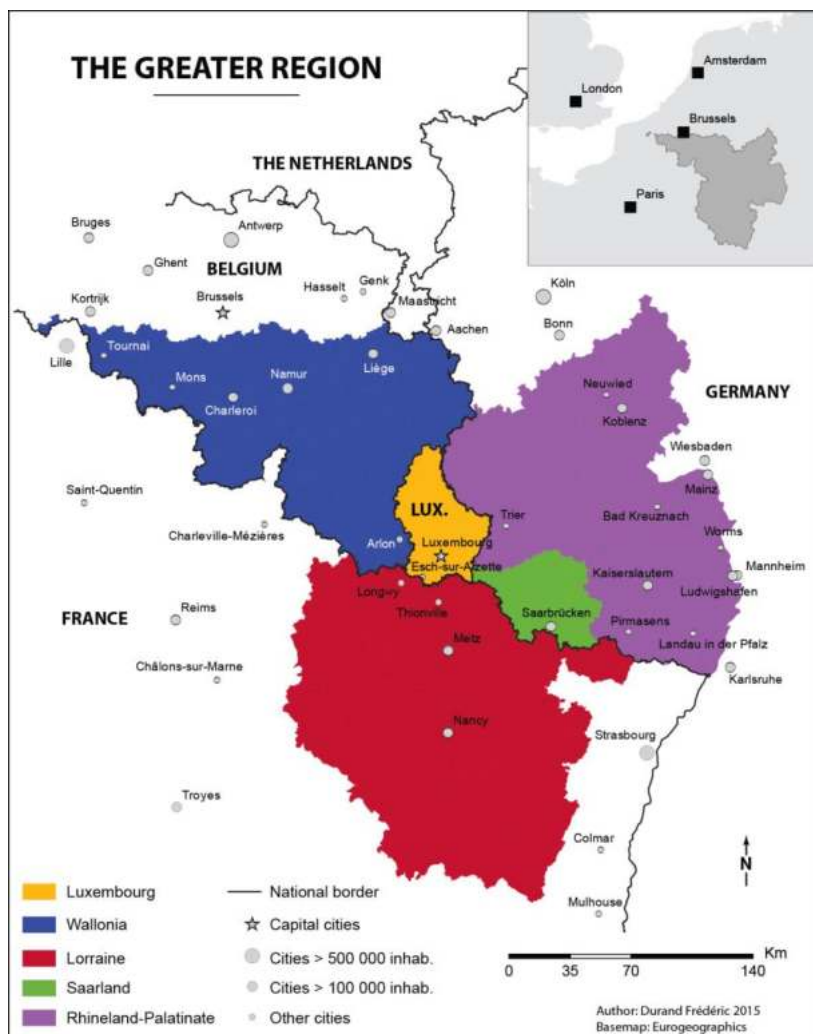 THE GREATER REGION
Amsterdam
London
Brussels
Paris
THE NETHERLANDS
Bruges
Antwerp
Ghent
BELGIUM
Hasselt
Genk
Köln
Kortrijk
Brussels
Maastricht
Aachen
Bonn
Lille
Tournai
Mons
Charleroi
Namur
Liège
Neuwied
Koblenz
GERMANY
Wiesbaden
Mainz
Saint-Quentin
Charleville-Mézières
LUX.
Trier
Bad Kreuznach
Arlon
Luxembourg
Worms
Esch-sur-Alzette
Longwy
Thionville
Kaiserslautern
Mannheim
Ludwigshafen
FRANCE
Reims
Saarbrücken
Pirmasens
Landau in der Pfalz
Metz
Châlons-sur-Marne
Karlsruhe
Nancy
Strasbourg
Troyes
Colmar
Mulhouse
N
Luxembourg
Wallonia
Lorraine
Saarland
Rhineland-Palatinate
National border
Capital cities
Cities > 500 000 inhab.
Cities > 100 000 inhab.
Other cities
Km
0 35 70 140
Author: Durand Frédéric 2015
Basemap: Eurogeographics